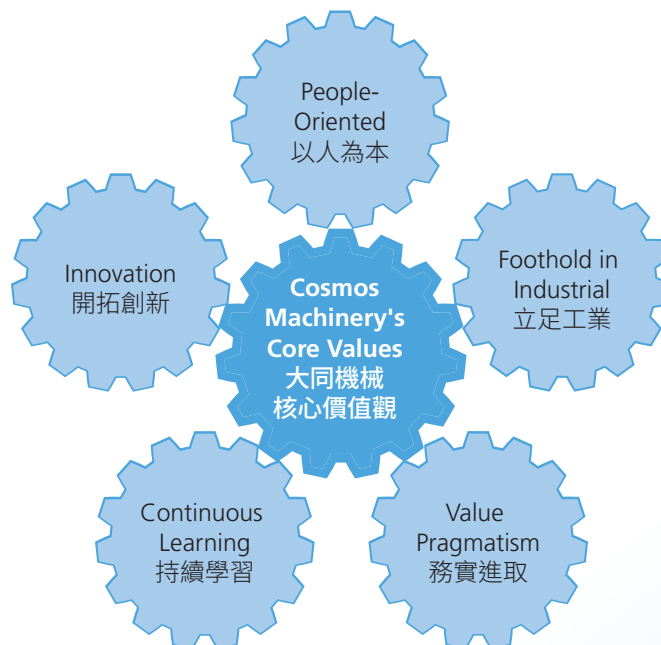 People-
Oriented
以人為本
Innovation
開拓創新
Cosmos
Machinery's
Core Values
大同機械
核心價值觀
Foothold in
Industrial
立足工業
Continuous
Learning
持續學習
Value
Pragmatism
務實進取